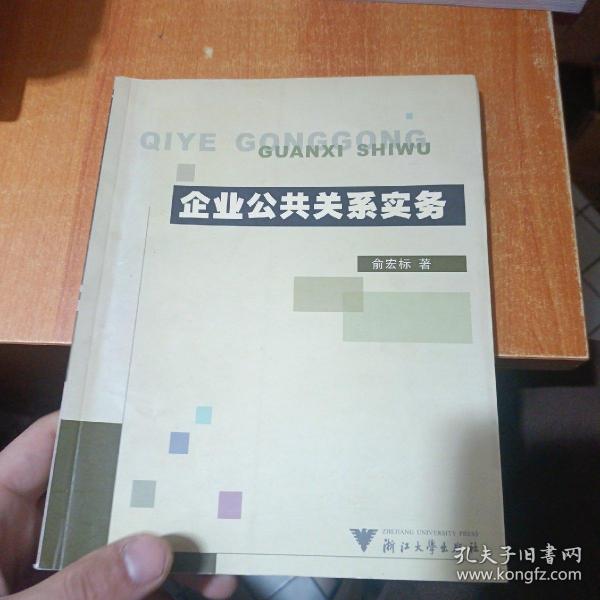 QIYE GONGGONG
GUANXI SHIWU
企业公共关系实务
俞宏标 著
ZHEJIANG UNIVERSITY PRESS
浙江大学出版社
孔夫子旧书网
www.kongfz.com